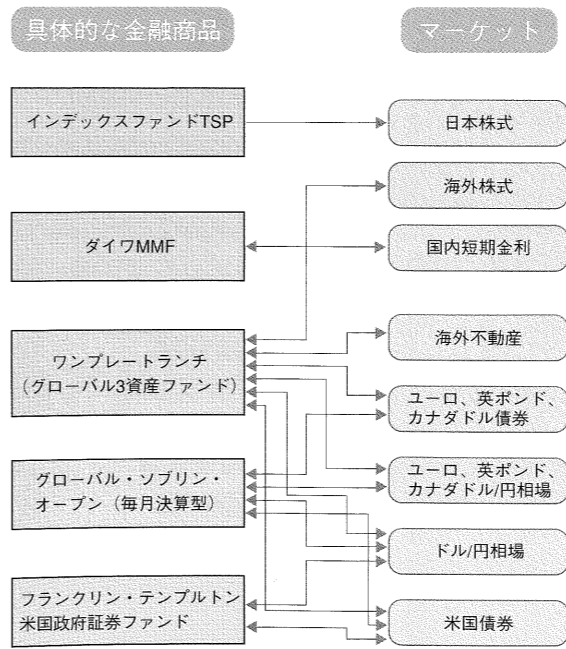 具体的な金融商品
マーケット
インデックスファンドTSP
日本株式
海外株式
ダイワMMF
国内短期金利
海外不動産
ワンプレートランチ
（グローバル3資産ファンド）
ユーロ、英ポンド、
カナダドル債券
グローバル・ソブリン・
オープン（毎月決算型）
ユーロ、英ポンド、
カナダドル/円相場
ドル/円相場
フランクリン・テンプルトン
米国政府証券ファンド
米国債券